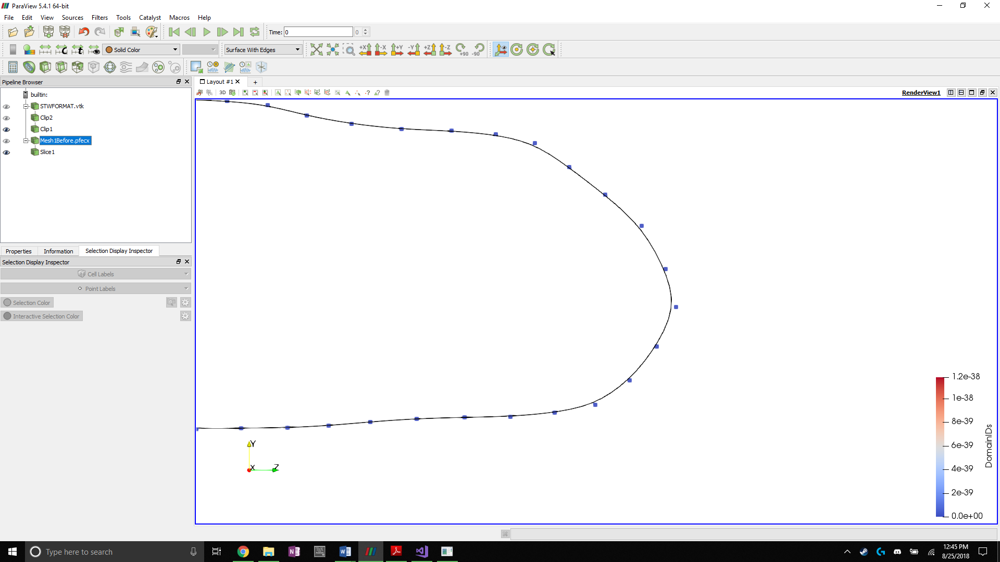 ParaView 5.4.1 64-bit
File Edit View Sources Filters Tools Catalyst Macros Help
Time: 0 0
Solid Color Surface With Edges +X -X +Y -Y +Z -Z +90 -90
Pipeline Browser
Layout #1 +
builtin:
3D
RenderView1
STWFORMAT.vtk
Clip2
Clip1
Mesh1Before.pfecx
Slice1
Properties Information Selection Display Inspector
Selection Display Inspector
Cell Labels
Point Labels
Selection Color
Interactive Selection Color
Y
X Z
1.2e-38
1e-38
8e-39
6e-39
4e-39
2e-39
0.0e+00
DomainIDs
Type here to search
12:45 PM
8/25/2018